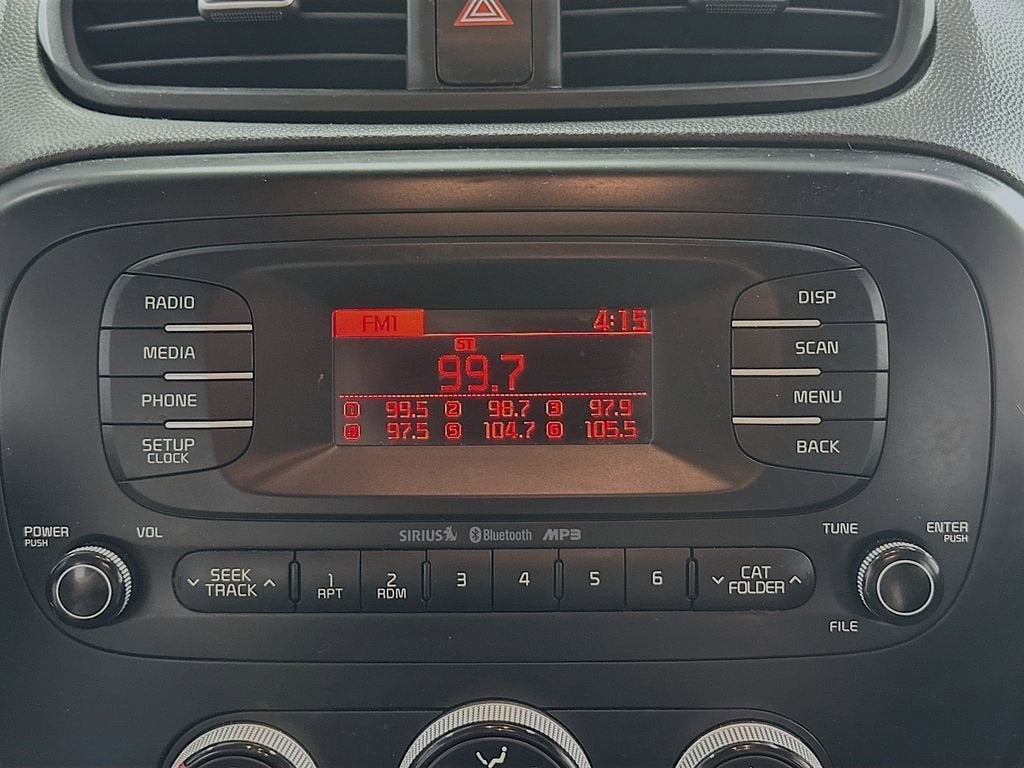 FM1 4:15
ST
99.7
1 99.5 2 98.7 3 97.9
4 97.5 5 104.7 6 105.5
RADIO
MEDIA
PHONE
SETUP
CLOCK
DISP
SCAN
MENU
BACK
POWER
PUSH
VOL
SIRIUS Bluetooth MP3
TUNE
ENTER
PUSH
SEEK
TRACK
1
RPT
2
RDM
3
4
5
6
CAT
FOLDER
FILE